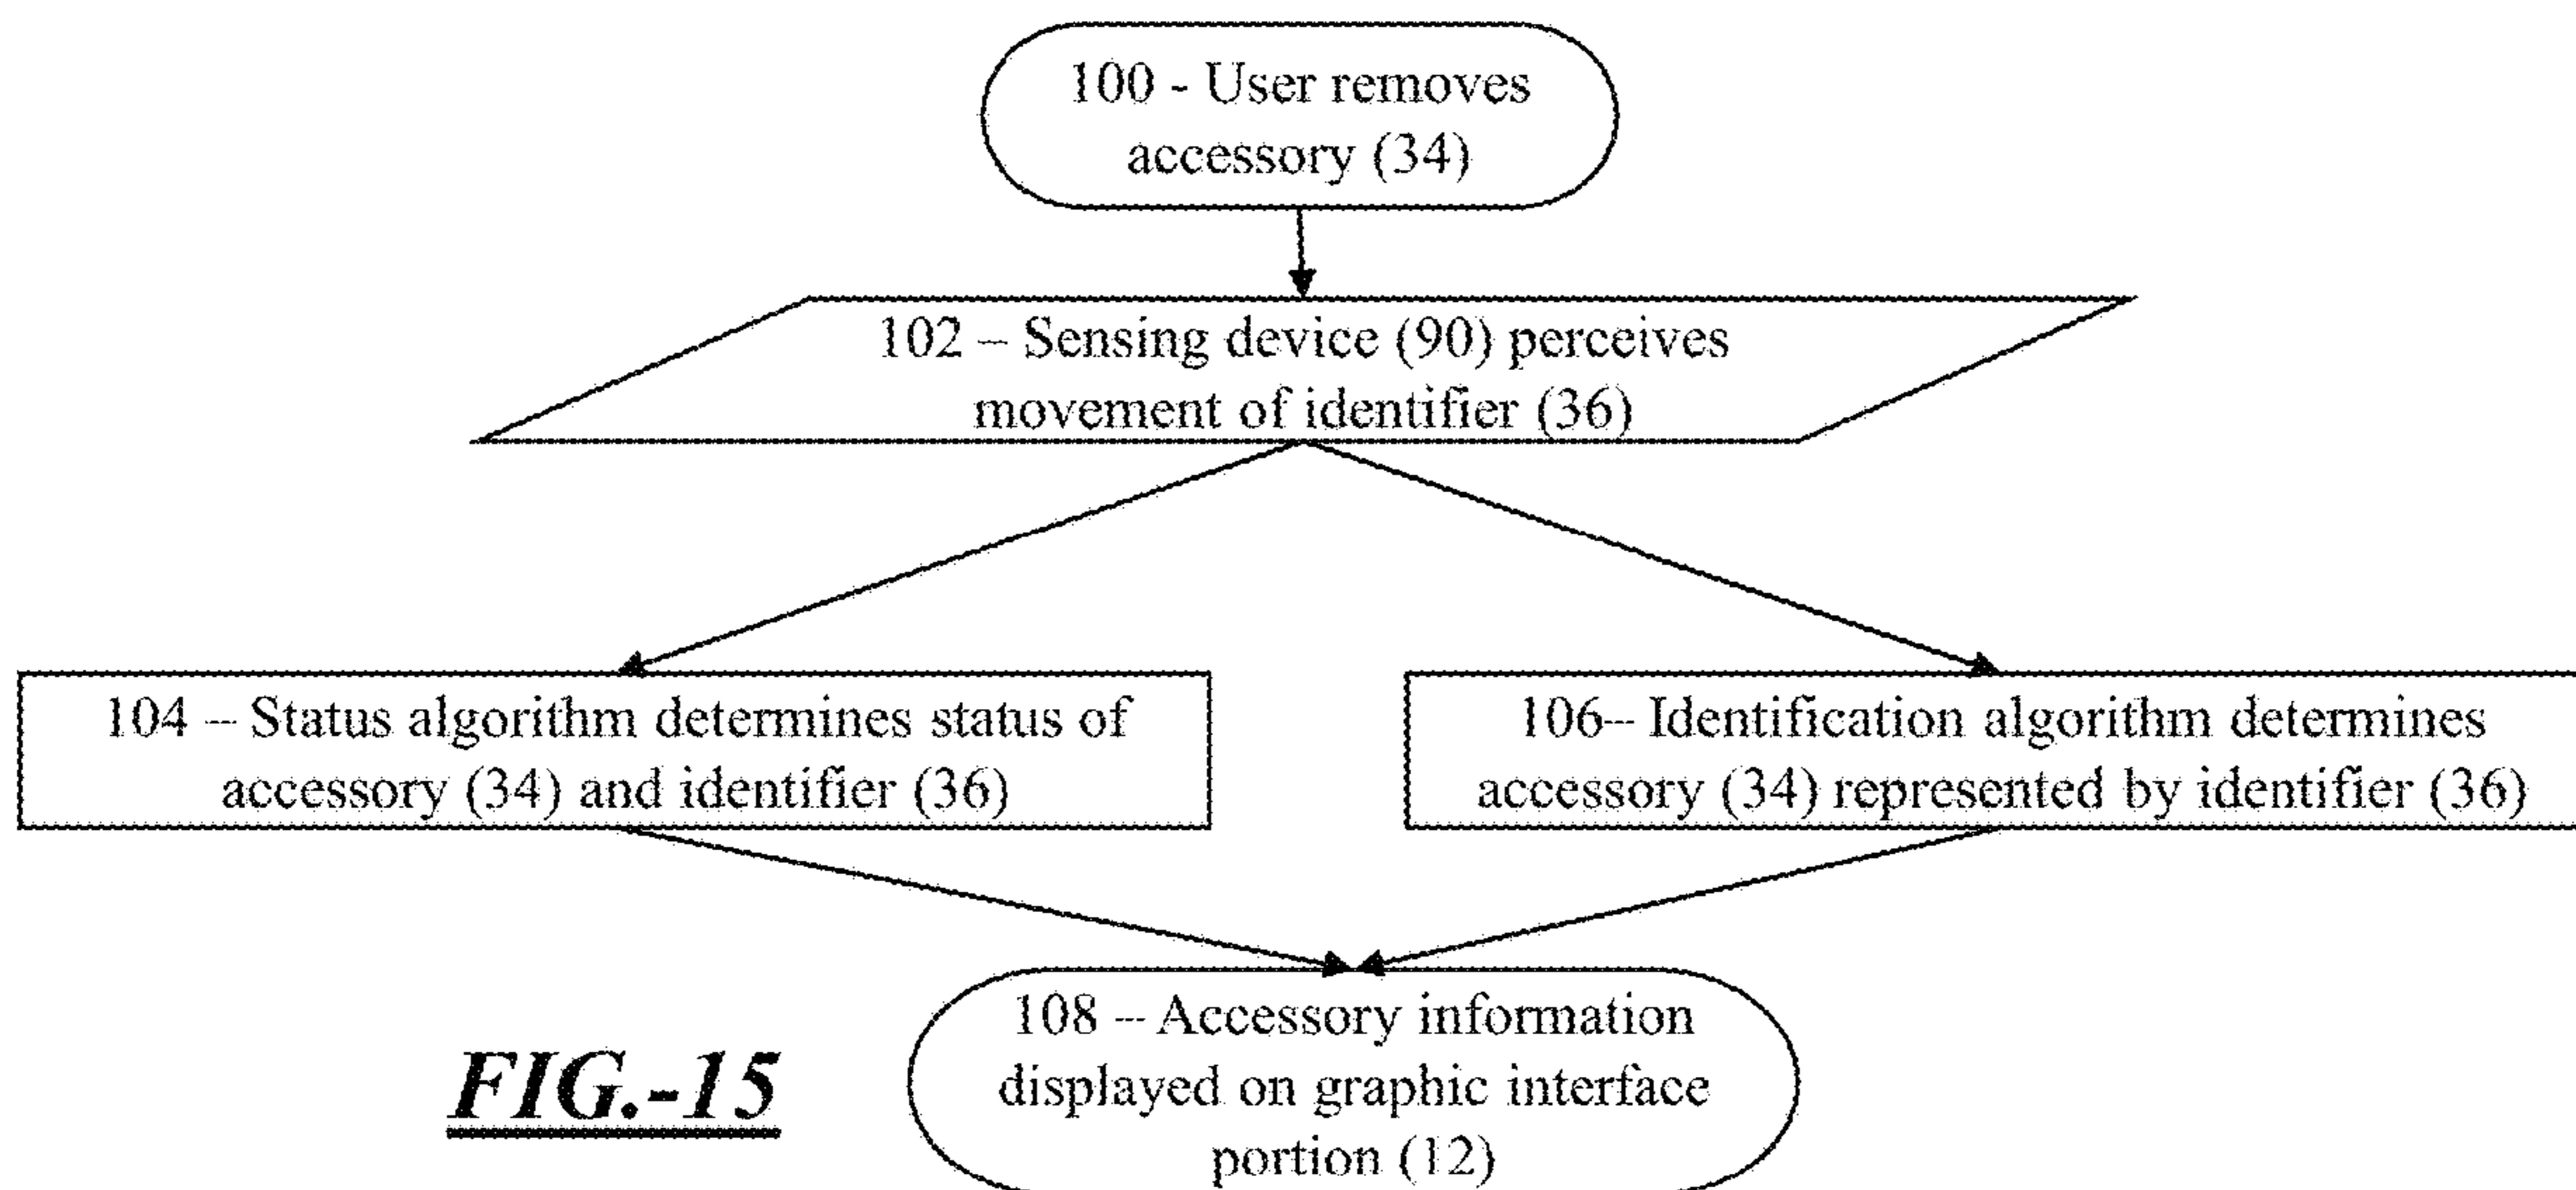 100 - User removes
accessory (34)
102 – Sensing device (90) perceives
movement of identifier (36)
104 – Status algorithm determines status of
accessory (34) and identifier (36)
106– Identification algorithm determines
accessory (34) represented by identifier (36)
108 – Accessory information
displayed on graphic interface
portion (12)
FIG.-15